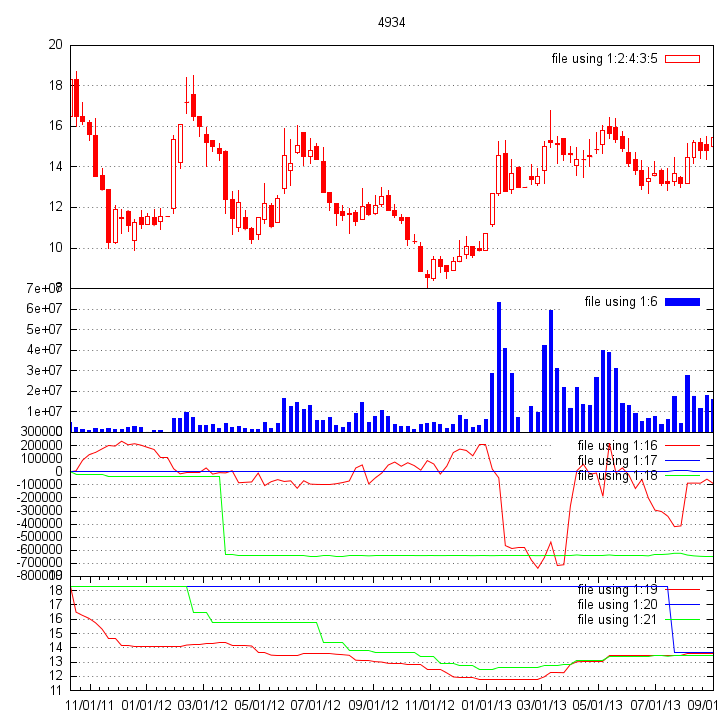 4934
20
file using 1:2:4:3:5
18
16
14
12
10
8
7e+07
file using 1:6
6e+07
5e+07
4e+07
3e+07
2e+07
1e+07
0
300000
200000
file using 1:16
100000
file using 1:17
0
file using 1:18
-100000
-200000
-300000
-400000
-500000
-600000
-700000
-800000
19
18
file using 1:19
17
file using 1:20
16
file using 1:21
15
14
13
12
11
11/01/11 01/01/12 03/01/12 05/01/12 07/01/12 09/01/12 11/01/12 01/01/13 03/01/13 05/01/13 07/01/13 09/01